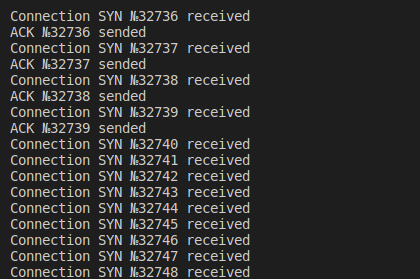 Connection SYN №32736 received
ACK №32736 sended
Connection SYN №32737 received
ACK №32737 sended
Connection SYN №32738 received
ACK №32738 sended
Connection SYN №32739 received
ACK №32739 sended
Connection SYN №32740 received
Connection SYN №32741 received
Connection SYN №32742 received
Connection SYN №32743 received
Connection SYN №32744 received
Connection SYN №32745 received
Connection SYN №32746 received
Connection SYN №32747 received
Connection SYN №32748 received